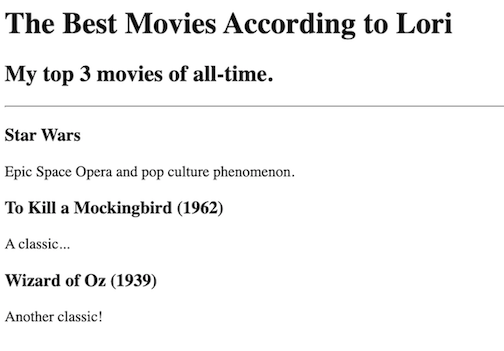 The Best Movies According to Lori
My top 3 movies of all-time.
Star Wars
Epic Space Opera and pop culture phenomenon.
To Kill a Mockingbird (1962)
A classic...
Wizard of Oz (1939)
Another classic!